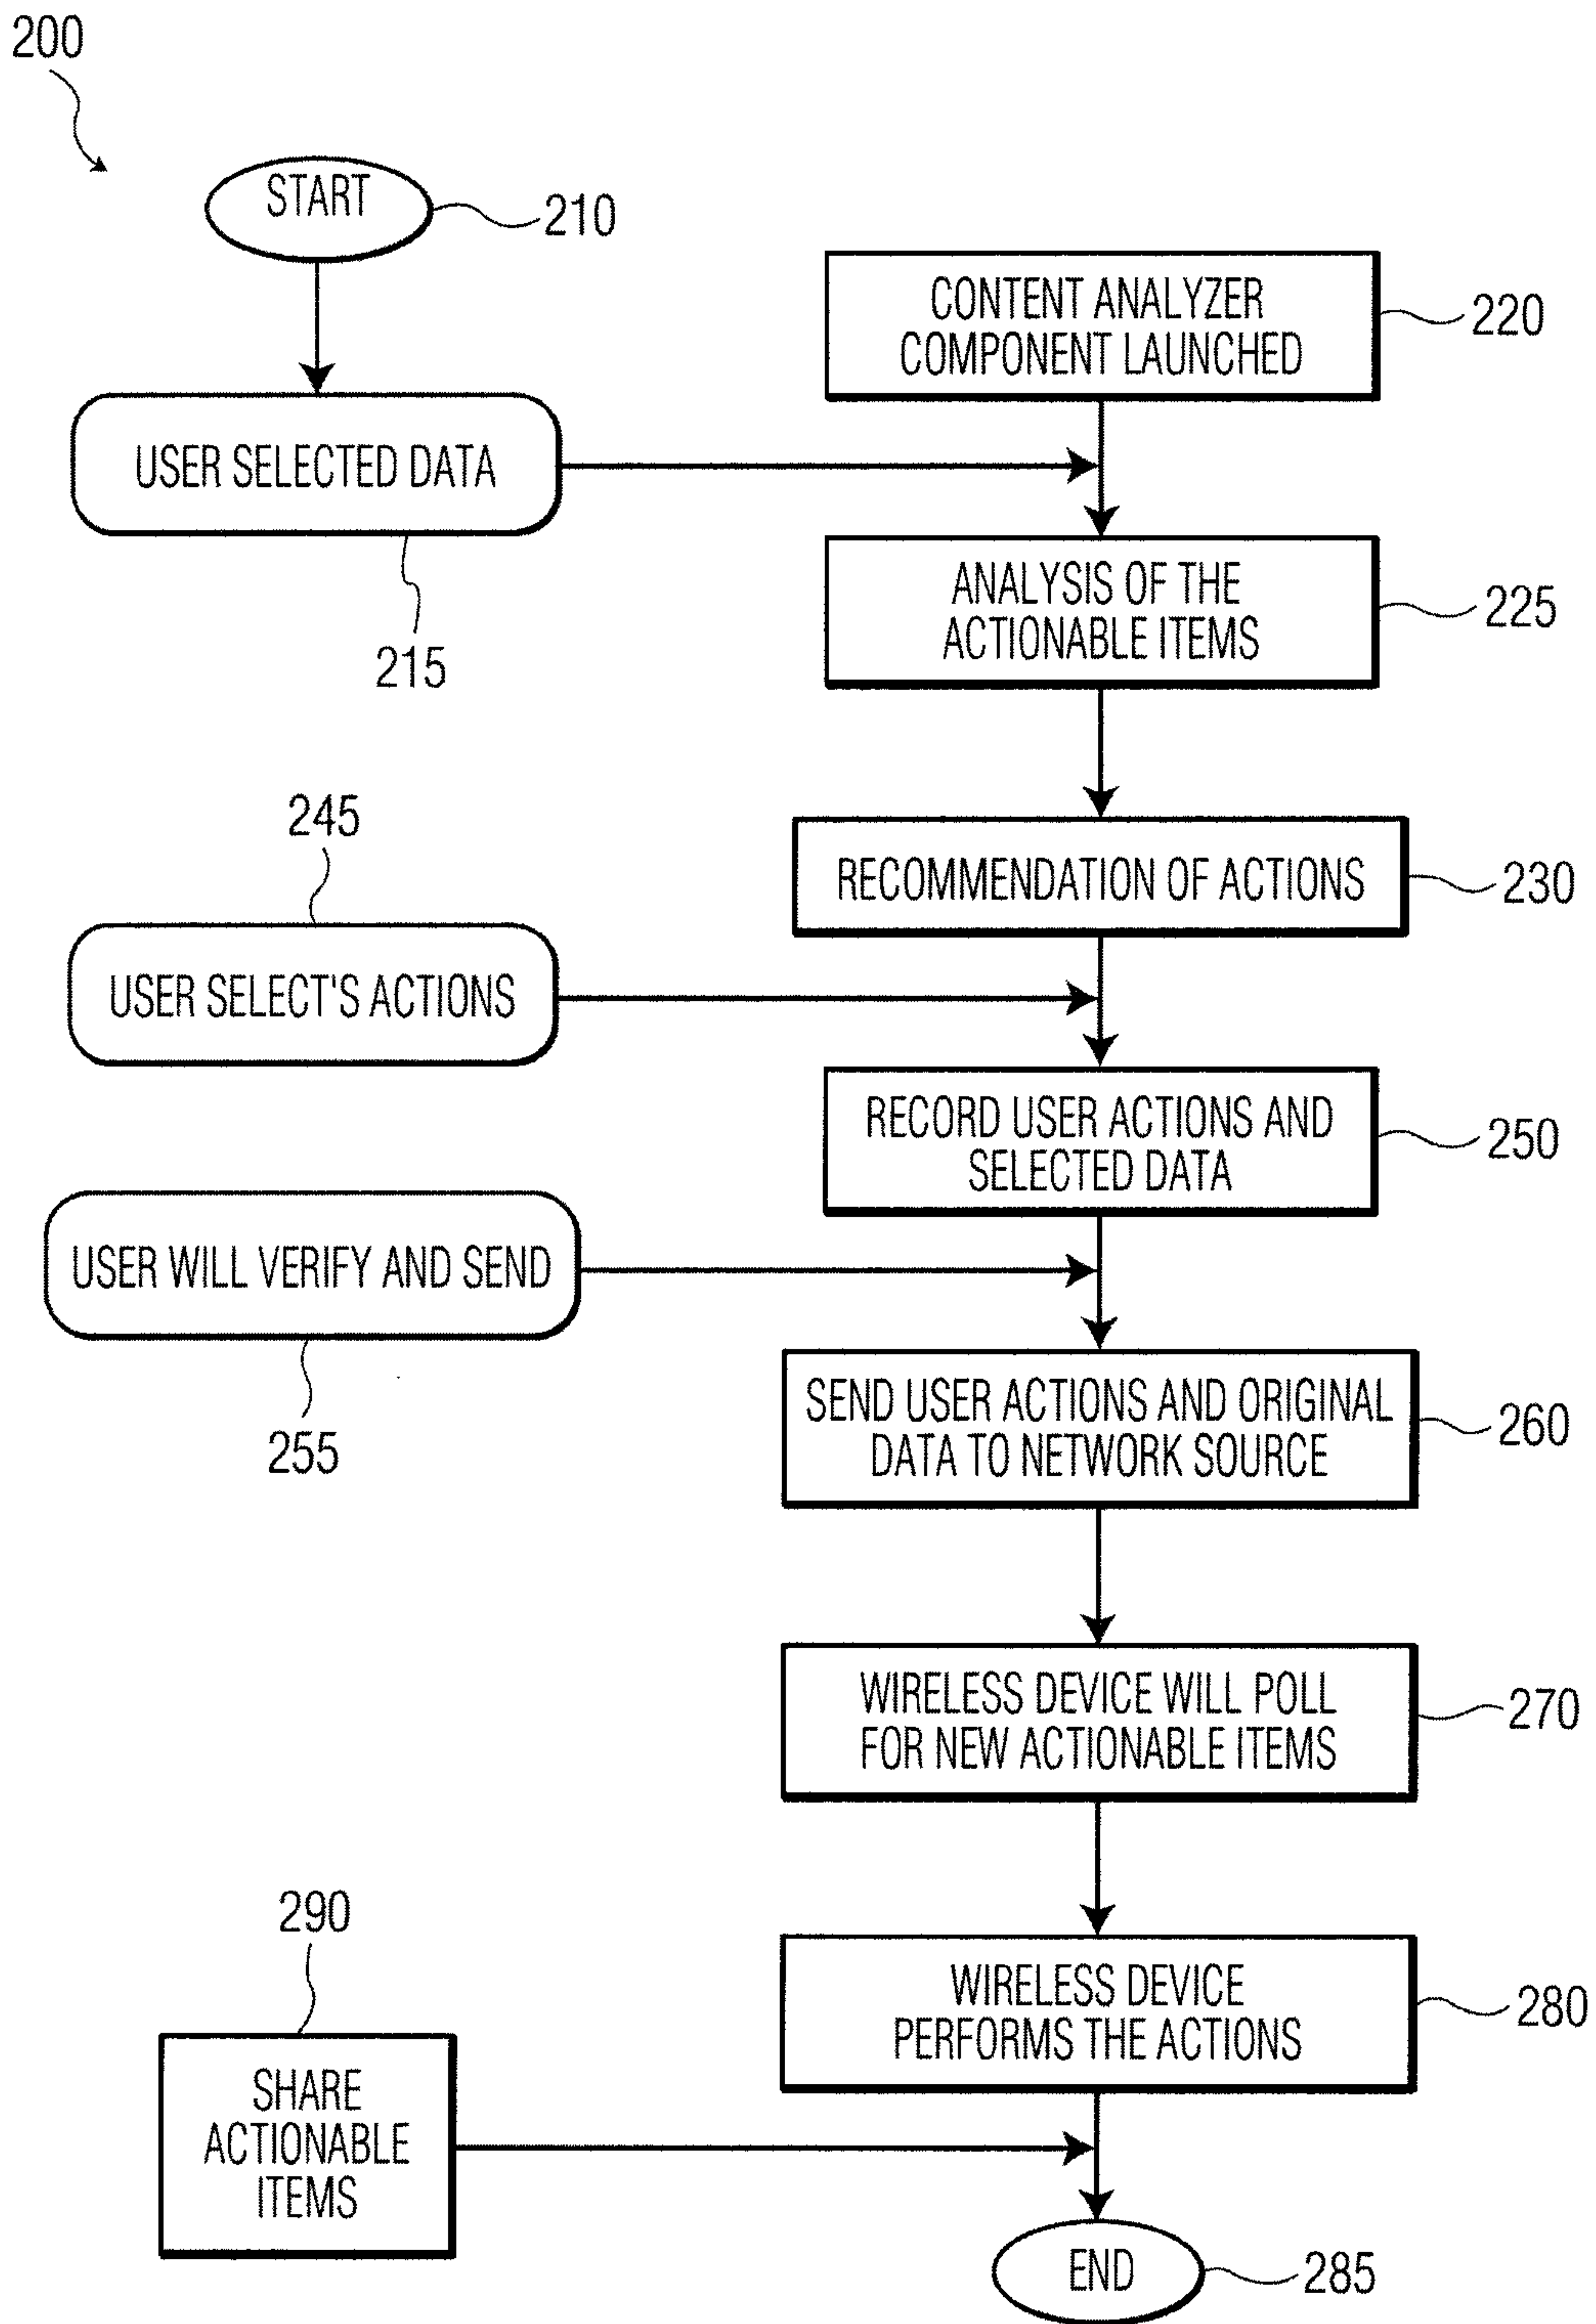 200
START
210
CONTENT ANALYZER
COMPONENT LAUNCHED
220
USER SELECTED DATA
215
ANALYSIS OF THE
ACTIONABLE ITEMS
225
RECOMMENDATION OF ACTIONS
230
245
USER SELECT'S ACTIONS
RECORD USER ACTIONS AND
SELECTED DATA
250
USER WILL VERIFY AND SEND
255
SEND USER ACTIONS AND ORIGINAL
DATA TO NETWORK SOURCE
260
WIRELESS DEVICE WILL POLL
FOR NEW ACTIONABLE ITEMS
270
WIRELESS DEVICE
PERFORMS THE ACTIONS
280
290
SHARE
ACTIONABLE
ITEMS
END
285